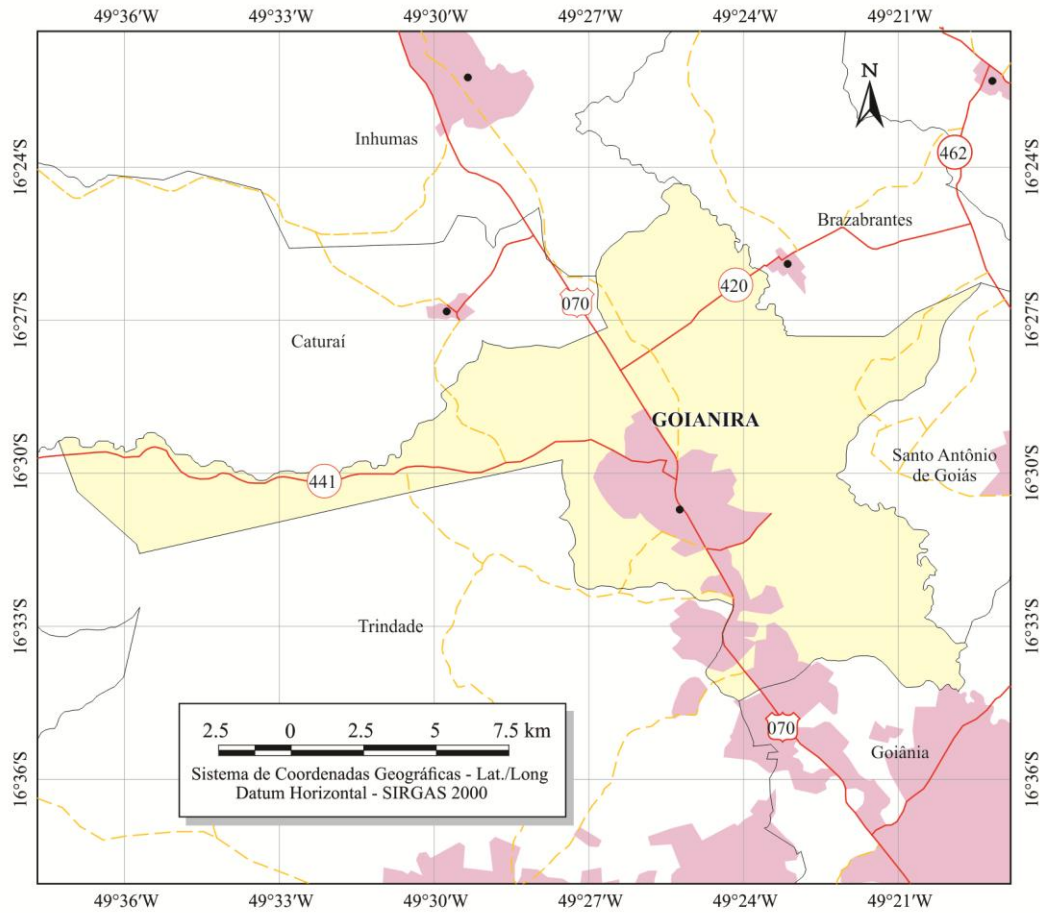 49°36'W 49°33'W 49°30'W 49°27'W 49°24'W 49°21'W
N
Inhumas
16°24'S
16°24'S
462
Brazabrantes
420
070
16°27'S
16°27'S
Caturaí
GOIANIRA
Santo Antônio
de Goiás
16°30'S
16°30'S
441
Trindade
16°33'S
16°33'S
2.5 0 2.5 5 7.5 km
Sistema de Coordenadas Geográficas - Lat./Long
Datum Horizontal - SIRGAS 2000
070
Goiânia
16°36'S
16°36'S
49°36'W 49°33'W 49°30'W 49°27'W 49°24'W 49°21'W